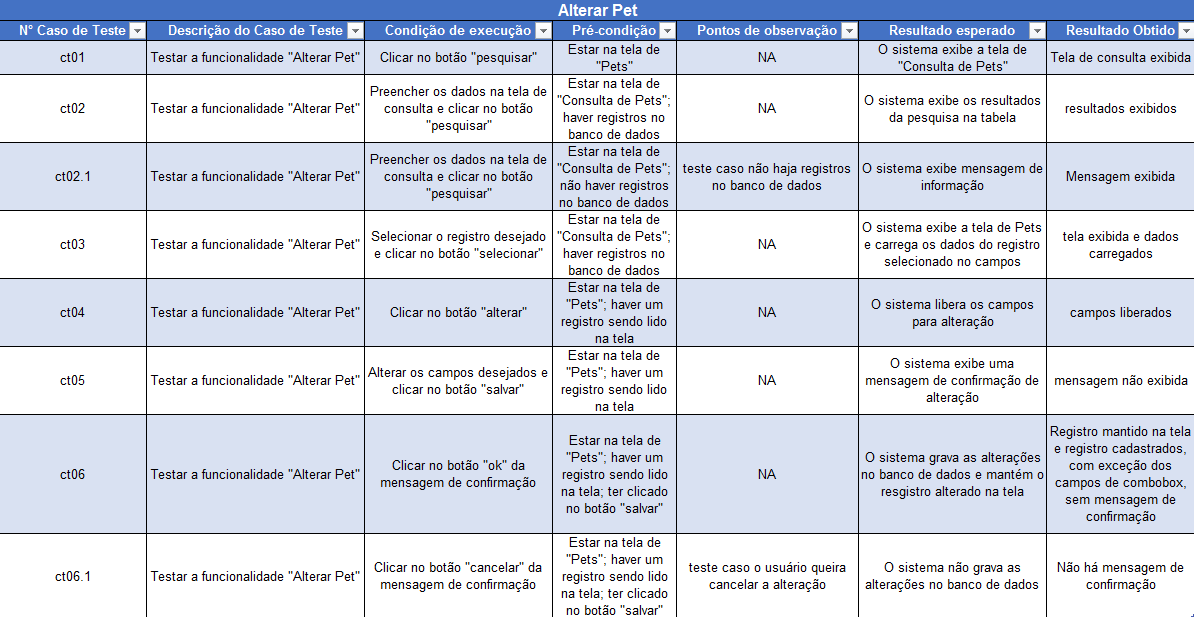 Alterar Pet
N° Caso de Teste Descrição do Caso de Teste Condição de execução Pré-condição Pontos de observação Resultado esperado Resultado Obtido
ct01
Testar a funcionalidade "Alterar Pet"
Clicar no botão "pesquisar"
Estar na tela de
"Pets"
NA
O sistema exibe a tela de
"Consulta de Pets"
Tela de consulta exibida
ct02
Testar a funcionalidade "Alterar Pet"
Preencher os dados na tela de
consulta e clicar no botão
"pesquisar"
Estar na tela de
"Consulta de Pets";
haver registros no
banco de dados
NA
O sistema exibe os resultados
da pesquisa na tabela
resultados exibidos
ct02.1
Testar a funcionalidade "Alterar Pet"
Preencher os dados na tela de
consulta e clicar no botão
"pesquisar"
Estar na tela de
"Consulta de Pets";
não haver registros
no banco de dados
teste caso não haja registros
no banco de dados
O sistema exibe mensagem de
informação
Mensagem exibida
ct03
Testar a funcionalidade "Alterar Pet"
Selecionar o registro desejado
e clicar no botão "selecionar"
Estar na tela de
"Consulta de Pets";
haver registros no
banco de dados
NA
O sistema exibe a tela de Pets
e carrega os dados do registro
selecionado no campos
tela exibida e dados
carregados
ct04
Testar a funcionalidade "Alterar Pet"
Clicar no botão "alterar"
Estar na tela de
"Pets"; haver um
registro sendo lido
na tela
NA
O sistema libera os campos
para alteração
campos liberados
ct05
Testar a funcionalidade "Alterar Pet"
Alterar os campos desejados e
clicar no botão "salvar"
Estar na tela de
"Pets"; haver um
registro sendo lido
na tela
NA
O sistema exibe uma
mensagem de confirmação de
alteração
mensagem não exibida
ct06
Testar a funcionalidade "Alterar Pet"
Clicar no botão "ok" da
mensagem de confirmação
Estar na tela de
"Pets"; haver um
registro sendo lido
na tela; ter clicado
no botão "salvar"
NA
O sistema grava as alterações
no banco de dados e mantém o
resgistro alterado na tela
Registro mantido na tela
e registro cadastrados,
com exceção dos
campos de combobox,
sem mensagem de
confirmação
ct06.1
Testar a funcionalidade "Alterar Pet"
Clicar no botão "cancelar" da
mensagem de confirmação
Estar na tela de
"Pets"; haver um
registro sendo lido
na tela; ter clicado
no botão "salvar"
teste caso o usuário queira
cancelar a alteração
O sistema não grava as
alterações no banco de dados
Não há mensagem de
confirmação